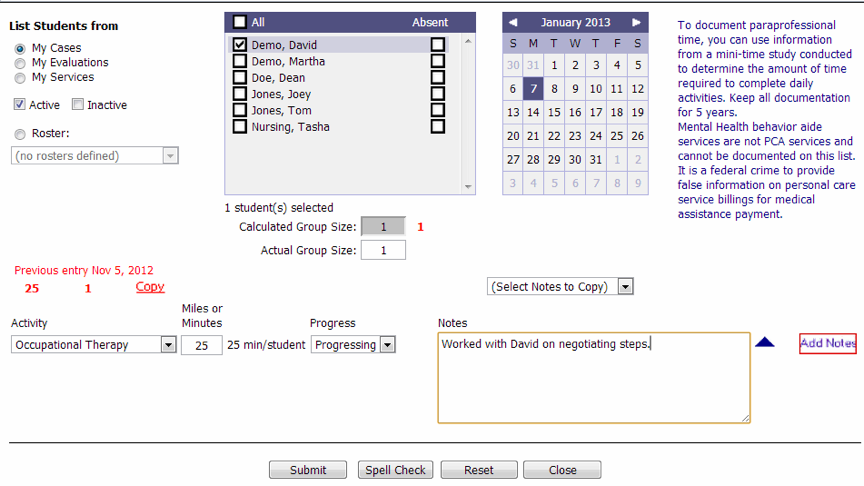 List Students from
My Cases
My Evaluations
My Services
Active Inactive
Roster:
(no rosters defined)
All Absent
Demo, David
Demo, Martha
Doe, Dean
Jones, Joey
Jones, Tom
Nursing, Tasha
1 student(s) selected
Calculated Group Size: 1 1
Actual Group Size: 1
January 2013
S M T W T F S
30 31 1 2 3 4 5
6 7 8 9 10 11 12
13 14 15 16 17 18 19
20 21 22 23 24 25 26
27 28 29 30 31 1 2
3 4 5 6 7 8 9
To document paraprofessional
time, you can use information
from a mini-time study conducted
to determine the amount of time
required to complete daily
activities. Keep all documentation
for 5 years.
Mental Health behavior aide
services are not PCA services and
cannot be documented on this list.
It is a federal crime to provide
false information on personal care
service billings for medical
assistance payment.
Previous entry Nov 5, 2012
25 1 Copy
(Select Notes to Copy)
Activity
Occupational Therapy
Miles or
Minutes
25 25 min/student
Progress
Progressing
Notes
Worked with David on negotiating steps.
Add Notes
Submit Spell Check Reset Close